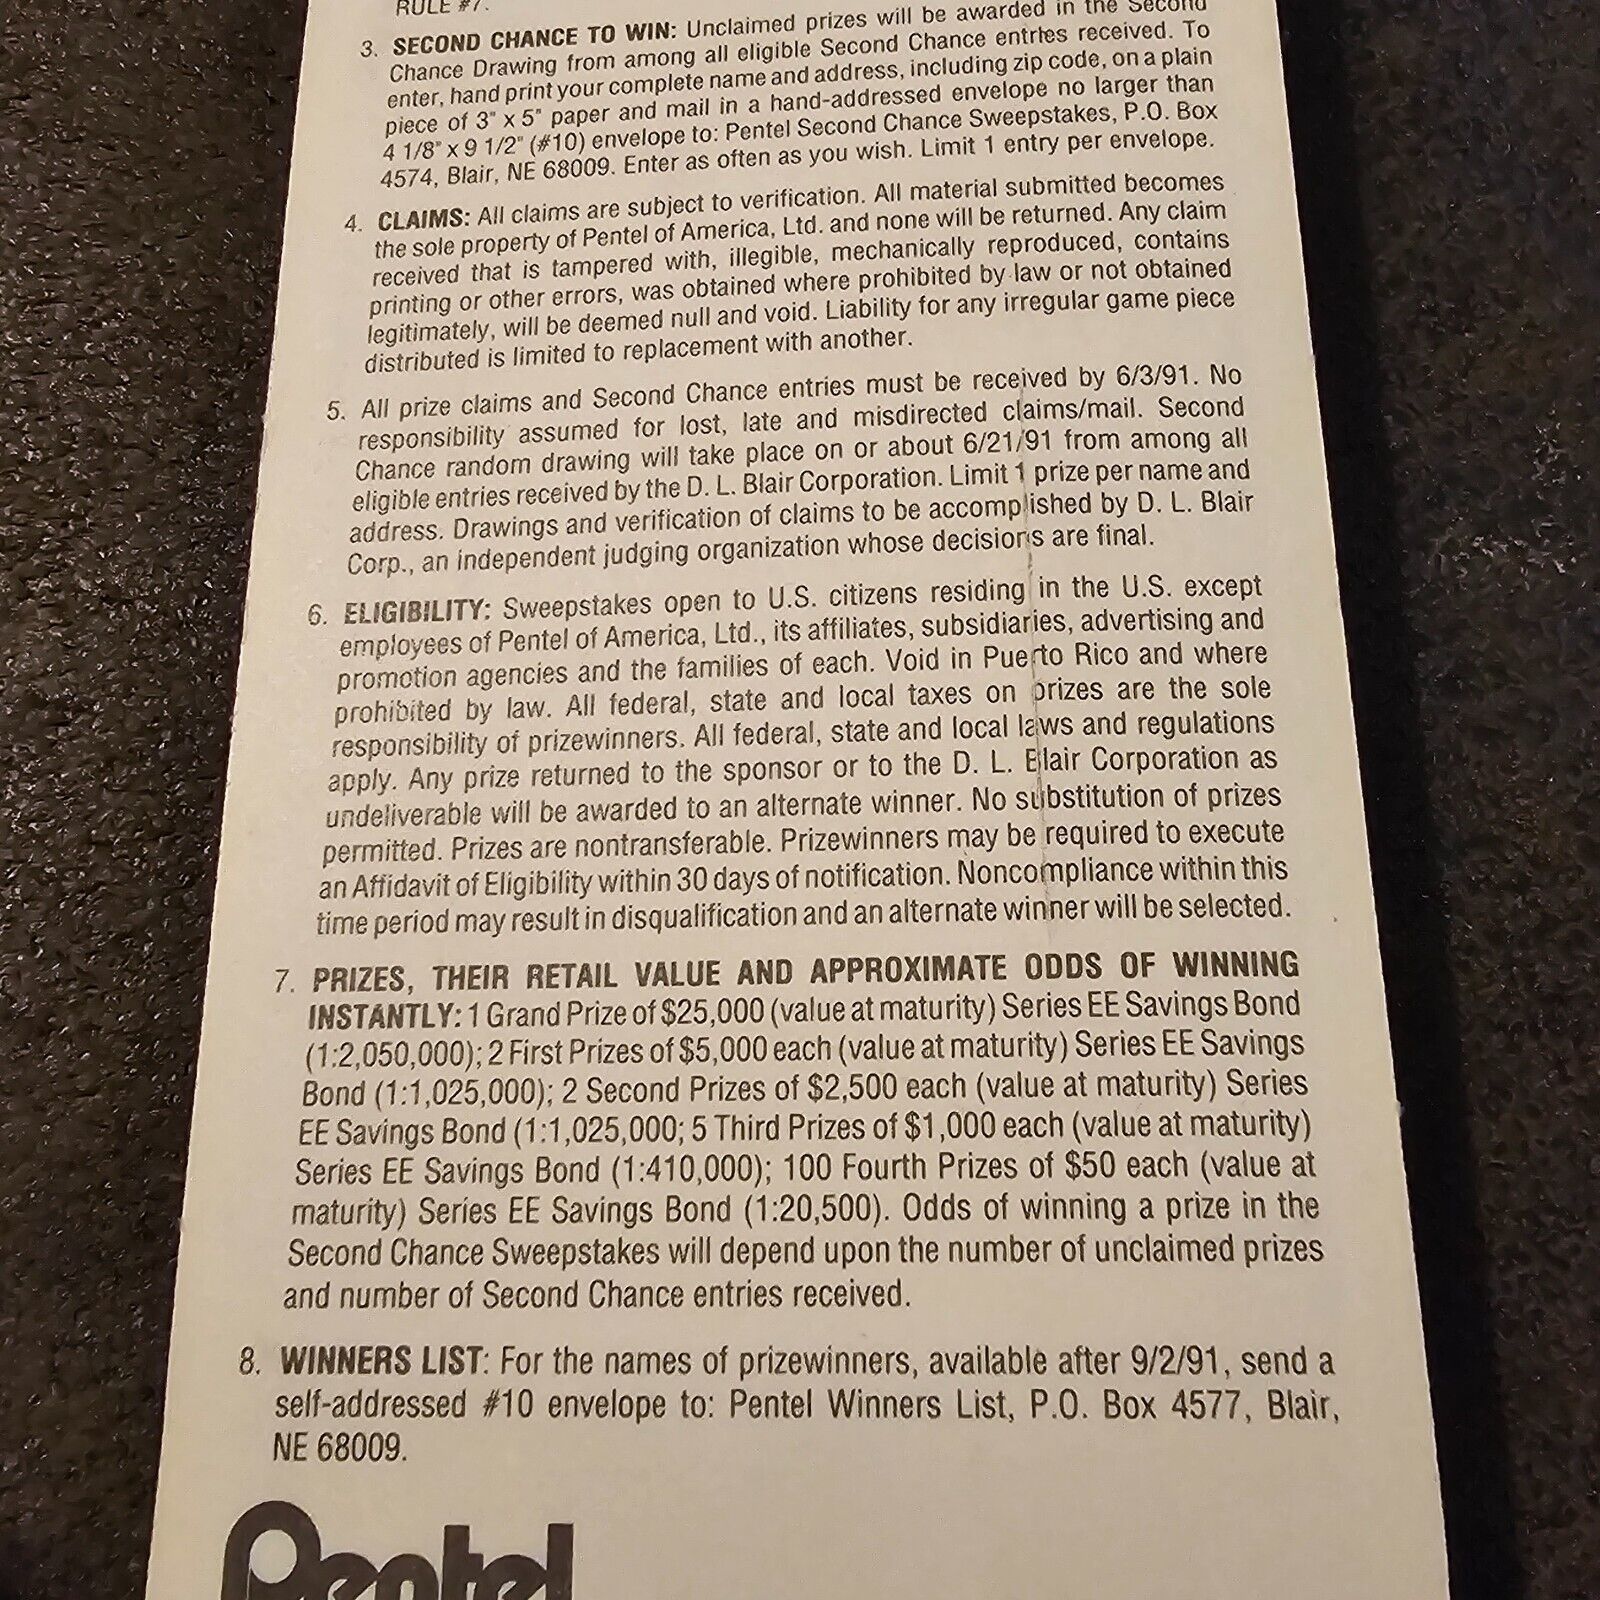 RULE #7.
3. SECOND CHANCE TO WIN: Unclaimed prizes will be awarded in the Second
Chance Drawing from among all eligible Second Chance entries received. To
enter, hand print your complete name and address, including zip code, on a plain
piece of 3" x 5" paper and mail in a hand-addressed envelope no larger than
4 1/8" x 9 1/2" (#10) envelope to: Pentel Second Chance Sweepstakes, P.O. Box
4574, Blair, NE 68009. Enter as often as you wish. Limit 1 entry per envelope.
4. CLAIMS: All claims are subject to verification. All material submitted becomes
the sole property of Pentel of America, Ltd. and none will be returned. Any claim
received that is tampered with, illegible, mechanically reproduced, contains
printing or other errors, was obtained where prohibited by law or not obtained
legitimately, will be deemed null and void. Liability for any irregular game piece
distributed is limited to replacement with another.
5. All prize claims and Second Chance entries must be received by 6/3/91. No
responsibility assumed for lost, late and misdirected claims/mail. Second
Chance random drawing will take place on or about 6/21/91 from among all
eligible entries received by the D. L. Blair Corporation. Limit 1 prize per name and
address. Drawings and verification of claims to be accomplished by D. L. Blair
Corp., an independent judging organization whose decisions are final.
6. ELIGIBILITY: Sweepstakes open to U.S. citizens residing in the U.S. except
employees of Pentel of America, Ltd., its affiliates, subsidiaries, advertising and
promotion agencies and the families of each. Void in Puerto Rico and where
prohibited by law. All federal, state and local taxes on prizes are the sole
responsibility of prizewinners. All federal, state and local laws and regulations
apply. Any prize returned to the sponsor or to the D. L. Blair Corporation as
undeliverable will be awarded to an alternate winner. No substitution of prizes
permitted. Prizes are nontransferable. Prizewinners may be required to execute
an Affidavit of Eligibility within 30 days of notification. Noncompliance within this
time period may result in disqualification and an alternate winner will be selected.
7. PRIZES, THEIR RETAIL VALUE AND APPROXIMATE ODDS OF WINNING
INSTANTLY: 1 Grand Prize of $25,000 (value at maturity) Series EE Savings Bond
(1:2,050,000); 2 First Prizes of $5,000 each (value at maturity) Series EE Savings
Bond (1:1,025,000); 2 Second Prizes of $2,500 each (value at maturity) Series
EE Savings Bond (1:1,025,000; 5 Third Prizes of $1,000 each (value at maturity)
Series EE Savings Bond (1:410,000); 100 Fourth Prizes of $50 each (value at
maturity) Series EE Savings Bond (1:20,500). Odds of winning a prize in the
Second Chance Sweepstakes will depend upon the number of unclaimed prizes
and number of Second Chance entries received.
8. WINNERS LIST: For the names of prizewinners, available after 9/2/91, send a
self-addressed #10 envelope to: Pentel Winners List, P.O. Box 4577, Blair,
NE 68009.
Pentel